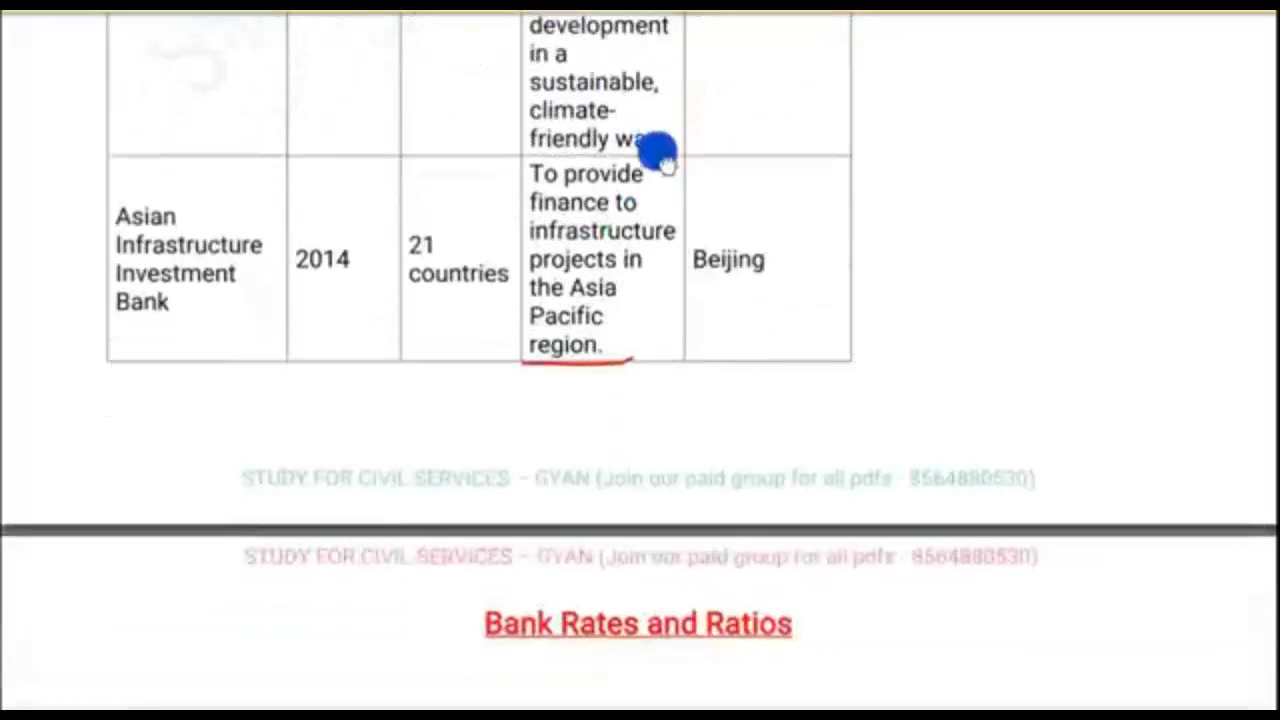 development
in a
sustainable,
climate-
friendly
Asian
Infrastructure
Investment
Bank
2014
21
countries
To provide
finance to
infrastructure
projects in
the Asia
Pacific
region.
Beijing
STUDY FOR CIVIL SERVICES – GYAN (Join our paid group for all pdfs - 8564880530)
STUDY FOR CIVIL SERVICES – GYAN (Join our paid group for all pdfs - 8564880530)
Bank Rates and Ratios